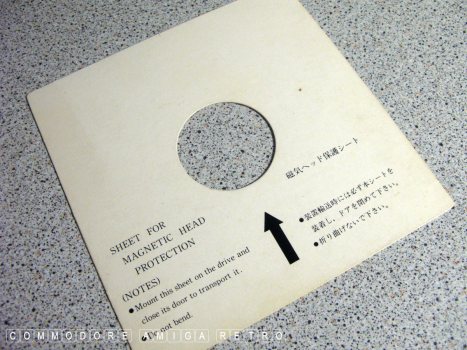 磁気ヘッド保護シート
●装置輸送時には必ず本シートを
装着し、ドアを閉めて下さい。
●折り曲げないで下さい。
SHEET FOR
MAGNETIC HEAD
PROTECTION
(NOTES)
●Mount this sheet on the drive and
close its door to transport it.
●Do not bend.
COMMODORE AMIGA RETRO